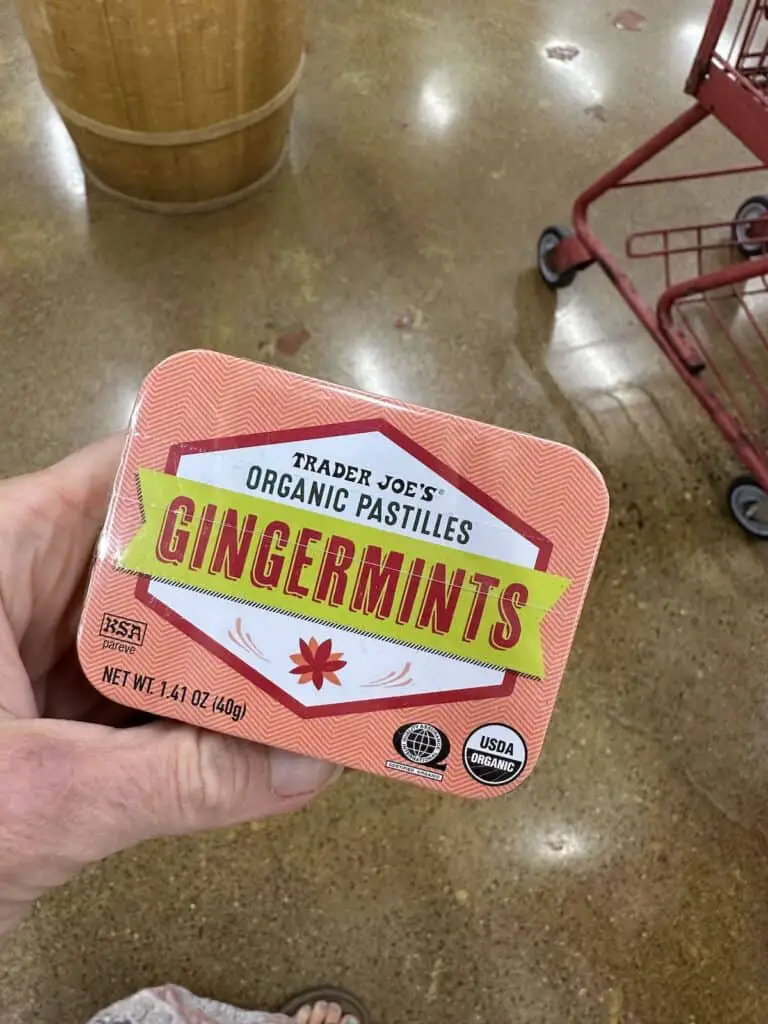 TRADER JOE'S®
ORGANIC PASTILLES
GINGERMINTS
KSA
pareve
NET WT. 1.41 OZ (40g)
USDA
ORGANIC